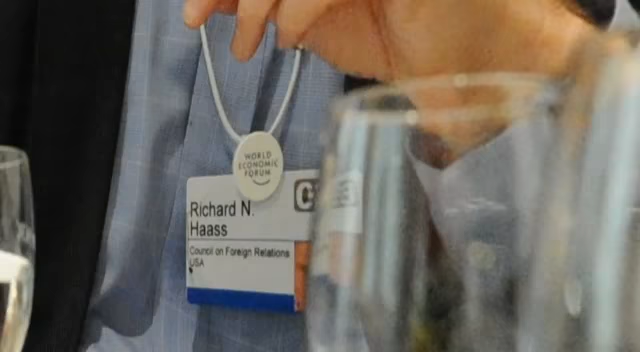 WORLD
ECONOMIC
FORUM
Richard N.
Haass
Council on Foreign Relations
USA